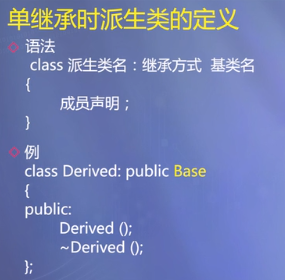 单继承时派生类的定义
语法
class 派生类名：继承方式 基类名
{
成员声明；
}
例
class Derived: public Base
{
public:
Derived ();
~Derived ();
};